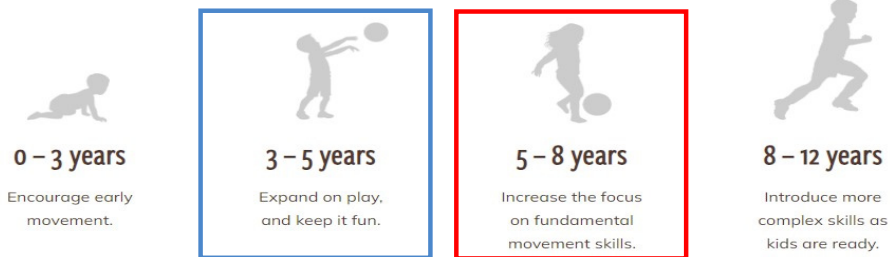 0 – 3 years
Encourage early
movement.
3 – 5 years
Expand on play,
and keep it fun.
5 – 8 years
Increase the focus
on fundamental
movement skills.
8 – 12 years
Introduce more
complex skills as
kids are ready.